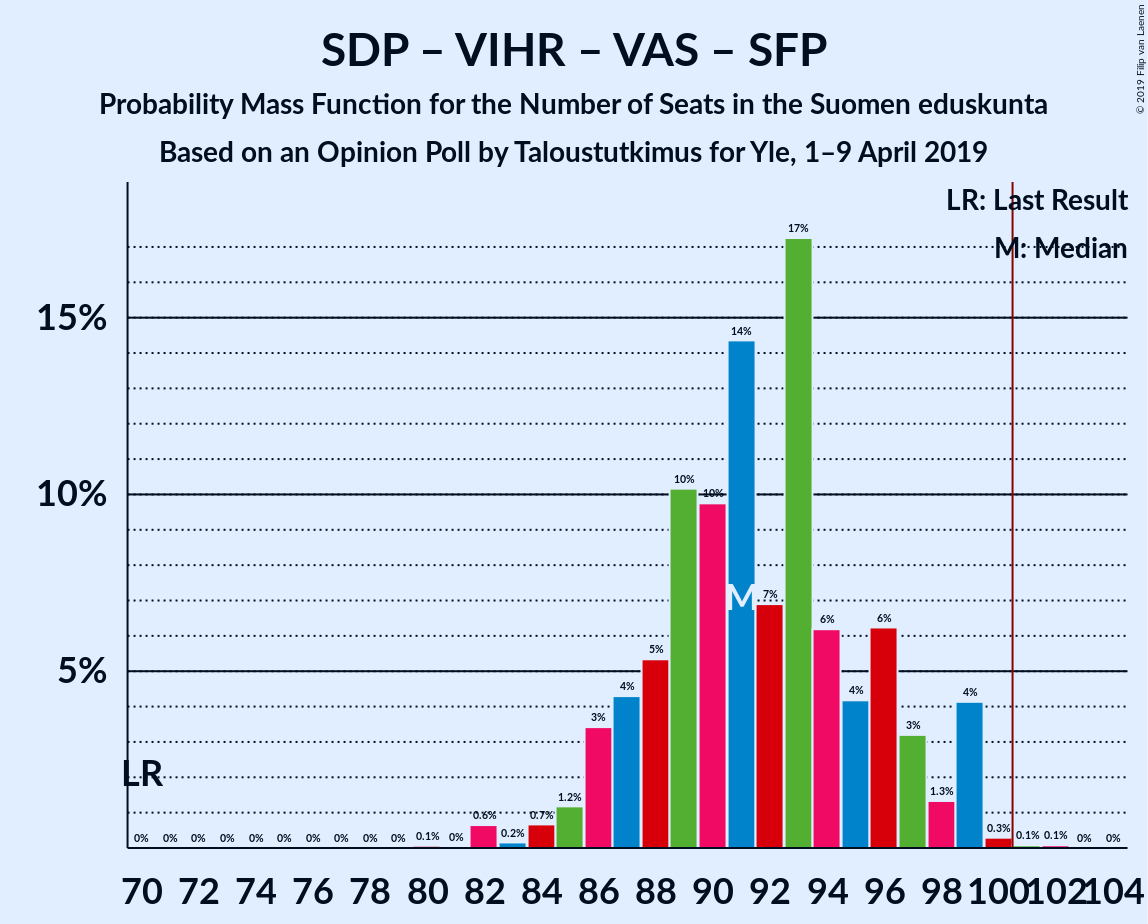 SDP – VIHR – VAS – SFP
Probability Mass Function for the Number of Seats in the Suomen eduskunta
Based on an Opinion Poll by Taloustutkimus for Yle, 1–9 April 2019
© 2019 Filip van Laenen
LR: Last Result
M: Median
15%
10%
5%
LR
M
0% 0% 0% 0% 0% 0% 0% 0% 0% 0% 0.1% 0% 0.6% 0.2% 0.7% 1.2% 3% 4% 5% 10% 10% 14% 7% 17% 6% 4% 6% 3% 1.3% 4% 0.3% 0.1% 0.1% 0% 0%
70 72 74 76 78 80 82 84 86 88 90 92 94 96 98 100 102 104